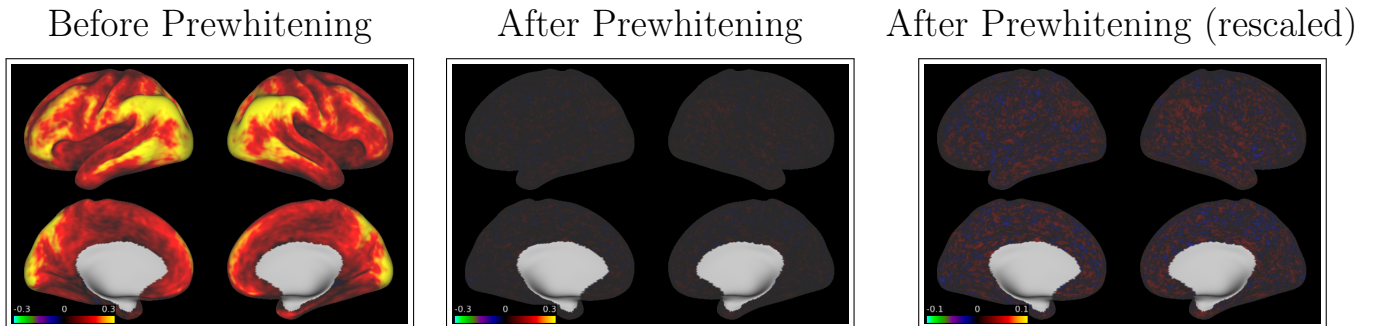 Before Prewhitening
After Prewhitening
After Prewhitening (rescaled)
-0.3 0 0.3
-0.3 0 0.3
-0.1 0 0.1